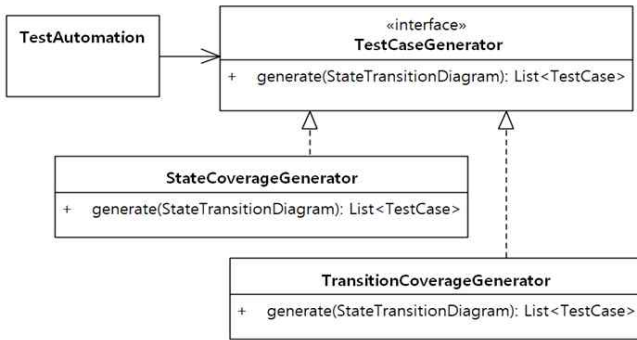 TestAutomation
«interface»
TestCaseGenerator
+ generate(StateTransitionDiagram): List<TestCase>
StateCoverageGenerator
+ generate(StateTransitionDiagram): List<TestCase>
TransitionCoverageGenerator
+ generate(StateTransitionDiagram): List<TestCase>